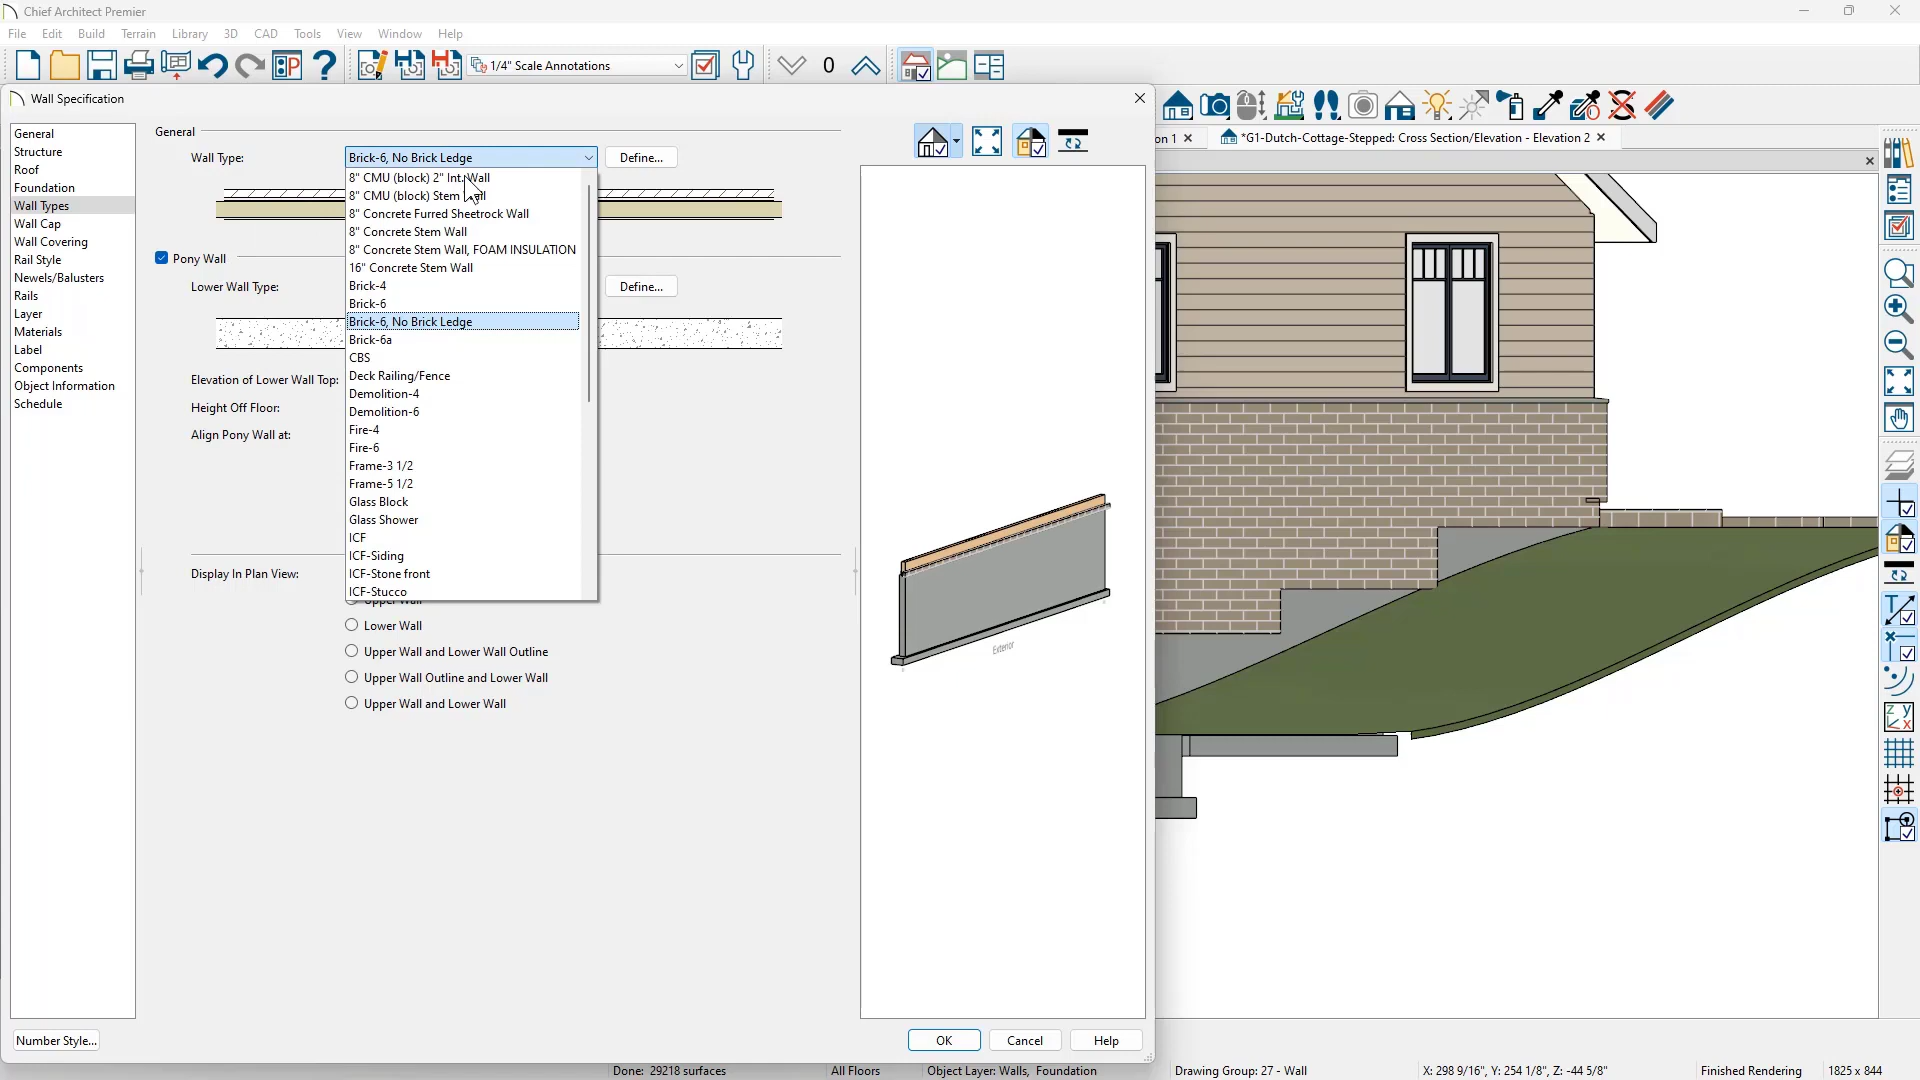 Chief Architect Premier
File Edit Build Terrain Library 3D CAD Tools View Window Help
1/4" Scale Annotations
0
Wall Specification
on 1
*G1-Dutch-Cottage-Stepped: Cross Section/Elevation - Elevation 2
General
Structure
Roof
Foundation
Wall Types
Wall Cap
Wall Covering
Rail Style
Newels/Balusters
Rails
Layer
Materials
Label
Components
Object Information
Schedule
General
Wall Type:
Brick-6, No Brick Ledge
Define...
8" CMU (block) 2" Int. Wall
8" CMU (block) Stem Wall
8" Concrete Furred Sheetrock Wall
8" Concrete Stem Wall
8" Concrete Stem Wall, FOAM INSULATION
16" Concrete Stem Wall
Brick-4
Brick-6
Brick-6, No Brick Ledge
Brick-6a
CBS
Deck Railing/Fence
Demolition-4
Demolition-6
Fire-4
Fire-6
Frame-3 1/2
Frame-5 1/2
Glass Block
Glass Shower
ICF
ICF-Siding
ICF-Stone front
ICF-Stucco
Pony Wall
Lower Wall Type:
Define...
Elevation of Lower Wall Top:
Height Off Floor:
Align Pony Wall at:
Display In Plan View:
Upper Wall
Lower Wall
Upper Wall and Lower Wall Outline
Upper Wall Outline and Lower Wall
Upper Wall and Lower Wall
Exterior
Number Style...
OK
Cancel
Help
Done: 29218 surfaces
All Floors
Object Layer: Walls, Foundation
Drawing Group: 27 - Wall
X: 298 9/16", Y: 254 1/8", Z: -44 5/8"
Finished Rendering
1825 x 844